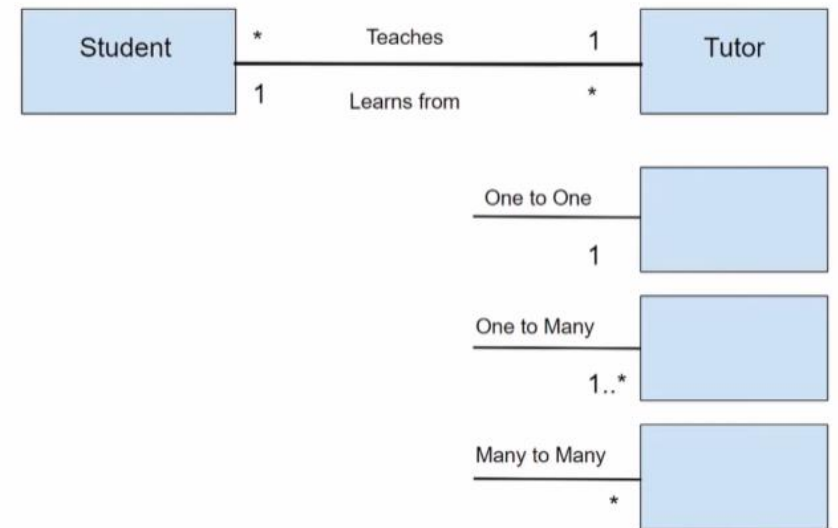 Student
*
Teaches
1
Tutor
1
Learns from
*
One to One
1
One to Many
1..*
Many to Many
*